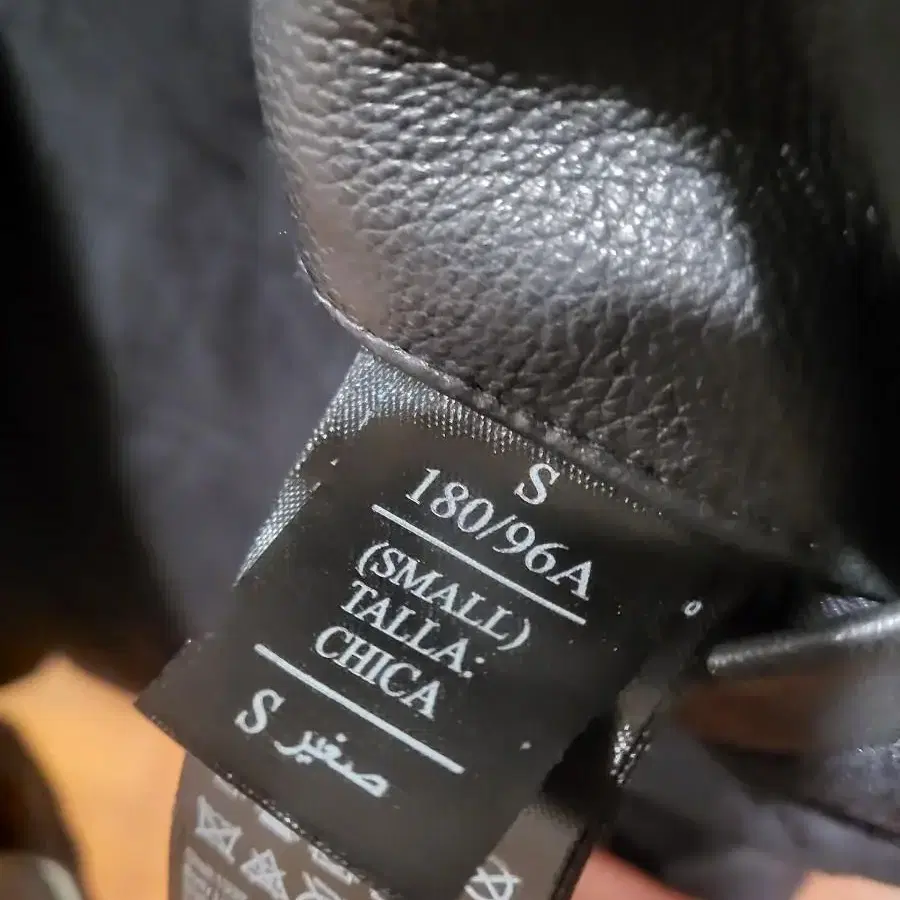 S
180/96A
(SMALL)
TALLA:
CHICA
S صغير